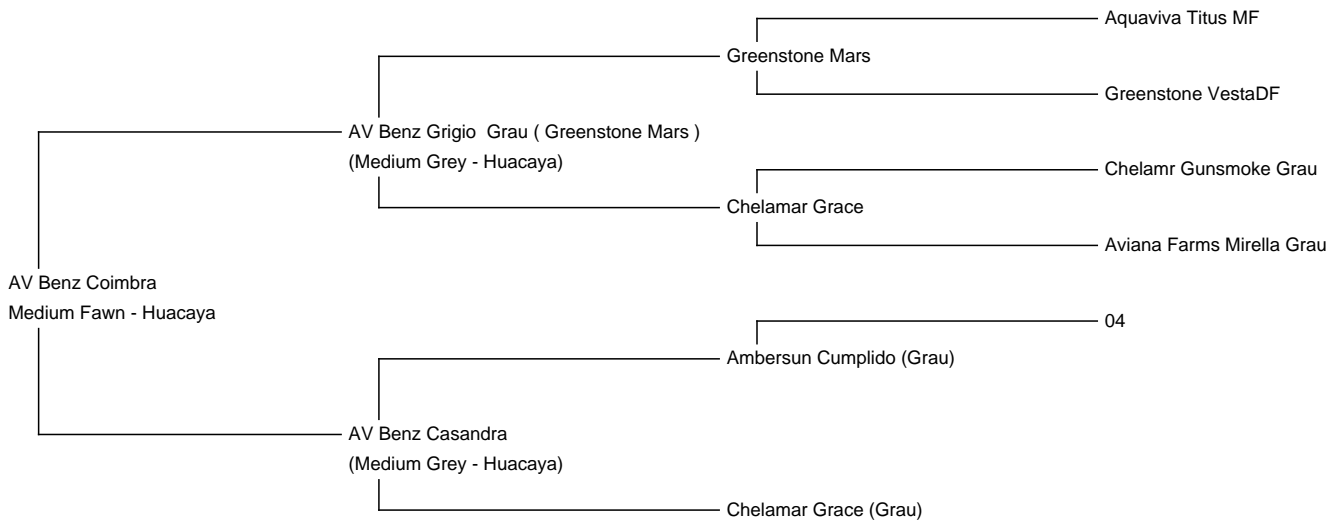 Aquaviva Titus MF
Greenstone Mars
Greenstone VestaDF
AV Benz Grigio  Grau ( Greenstone Mars )
(Medium Grey - Huacaya)
Chelamr Gunsmoke Grau
Chelamar Grace
Aviana Farms Mirella Grau
AV Benz Coimbra
Medium Fawn - Huacaya
04
Ambersun Cumplido (Grau)
AV Benz Casandra
(Medium Grey - Huacaya)
Chelamar Grace (Grau)